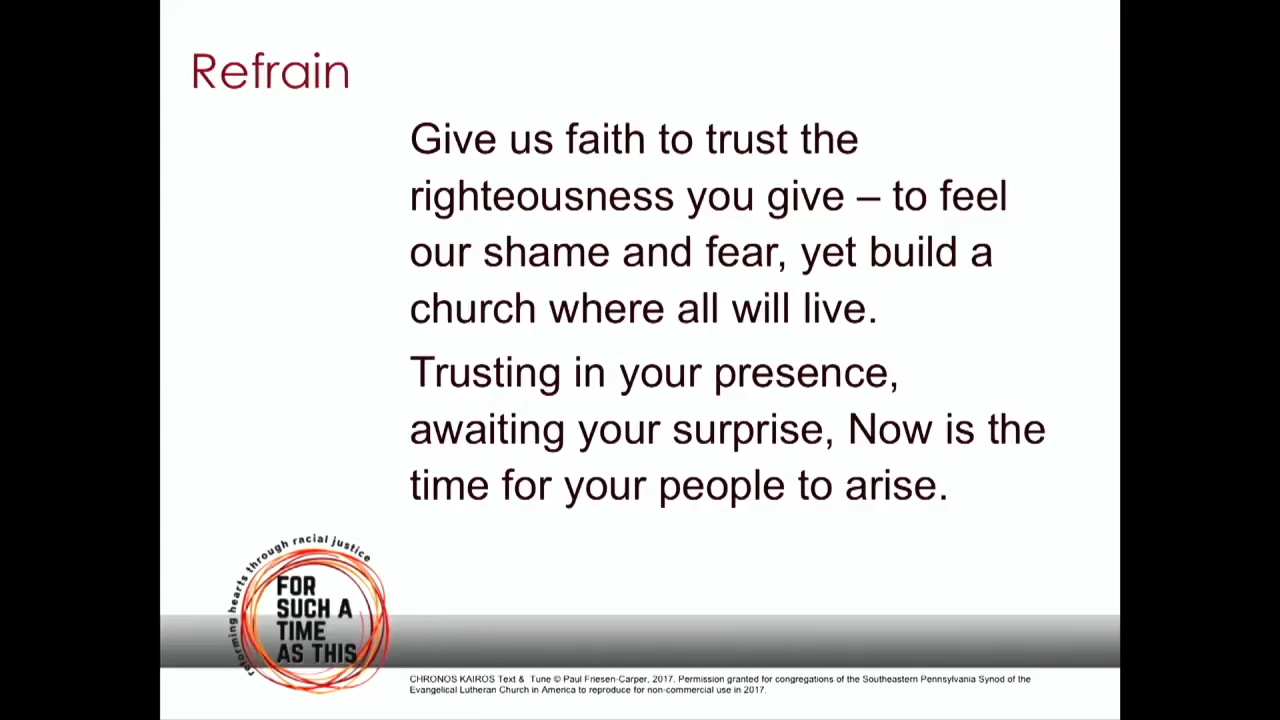 Refrain
Give us faith to trust the
righteousness you give – to feel
our shame and fear, yet build a
church where all will live.
Trusting in your presence,
awaiting your surprise, Now is the
time for your people to arise.
reforming hearts through racial justice
FOR
SUCH A
TIME
AS THIS
CHRONOS KAIROS Text & Tune © Paul Friesen-Carper, 2017. Permission granted for congregations of the Southeastern Pennsylvania Synod of the
Evangelical Lutheran Church in America to reproduce for non-commercial use in 2017.